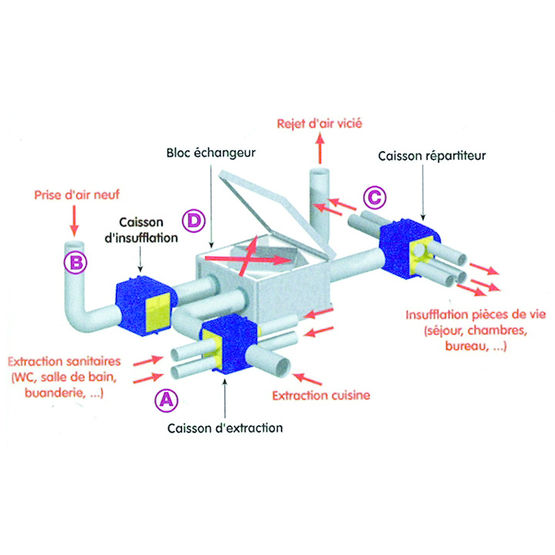 Rejet d'air vicié
Bloc échangeur
Caisson répartiteur
Prise d'air neuf
C
Caisson
d'insufflation
D
B
Insufflation pièces de vie
(séjour, chambres,
bureau, ...)
Extraction sanitaires
(WC, salle de bain,
buanderie, ...)
A
Extraction cuisine
Caisson d'extraction